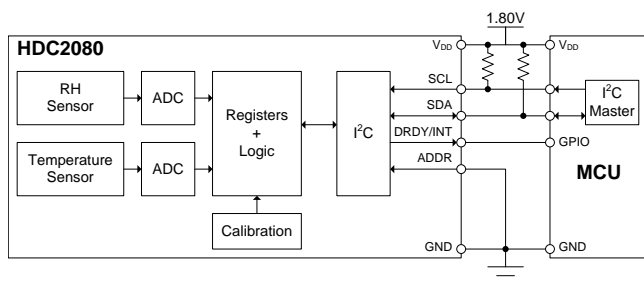 1.80V
HDC2080
VDD
VDD
RH
Sensor
ADC
Registers
+
Logic
I2C
SCL
SDA
DRDY/INT
ADDR
I2C
Master
GPIO
MCU
Temperature
Sensor
ADC
Calibration
GND
GND